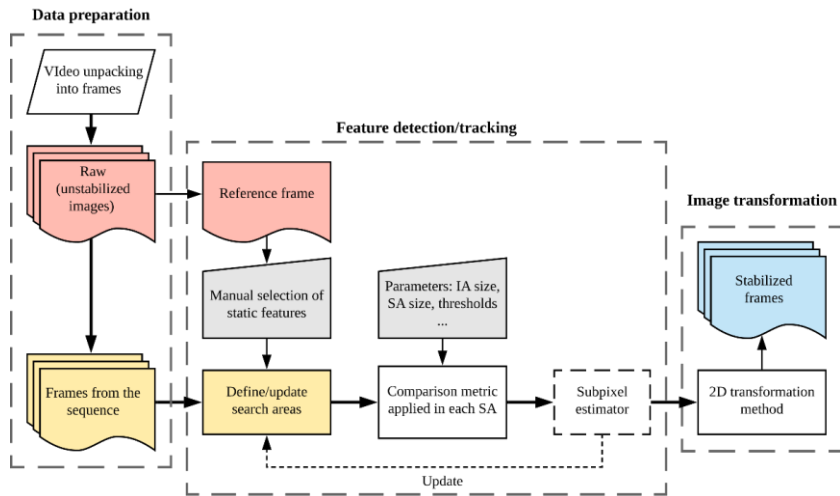 Data preparation
VIdeo unpacking
into frames
Raw
(unstabilized
images)
Frames from the
sequence
Feature detection/tracking
Reference frame
Manual selection of
static features
Define/update
search areas
Parameters: IA size,
SA size, thresholds
...
Comparison metric
applied in each SA
Subpixel
estimator
Update
Image transformation
Stabilized
frames
2D transformation
method